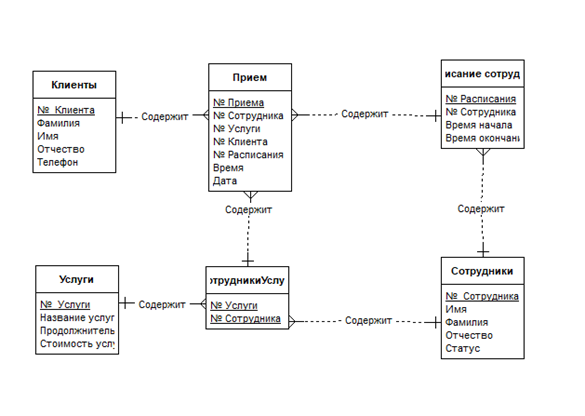 Клиенты
№ Клиента
Фамилия
Имя
Отчество
Телефон
Содержит
Прием
№ Приема
№ Сотрудника
№ Услуги
№ Клиента
№ Расписания
Время
Дата
Содержит
исание сотруд
№ Расписания
№ Сотрудника
Время начала
Время окончан
Содержит
Содержит
Услуги
№ Услуги
Название услуг
Продолжитель
Стоимость усл
Содержит
отрудникиУслу
№ Услуги
№ Сотрудника
Содержит
Сотрудники
№ Сотрудника
Имя
Фамилия
Отчество
Статус